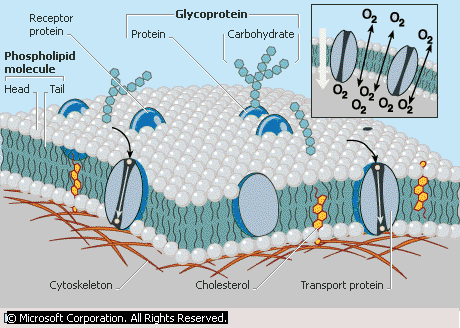 Receptor
protein
Glycoprotein
Protein
Carbohydrate
Phospholipid
molecule
Head
Tail
O2 O2 O2
O2 O2 O2 O2
O2
Cytoskeleton
Cholesterol
Transport protein
© Microsoft Corporation. All Rights Reserved.